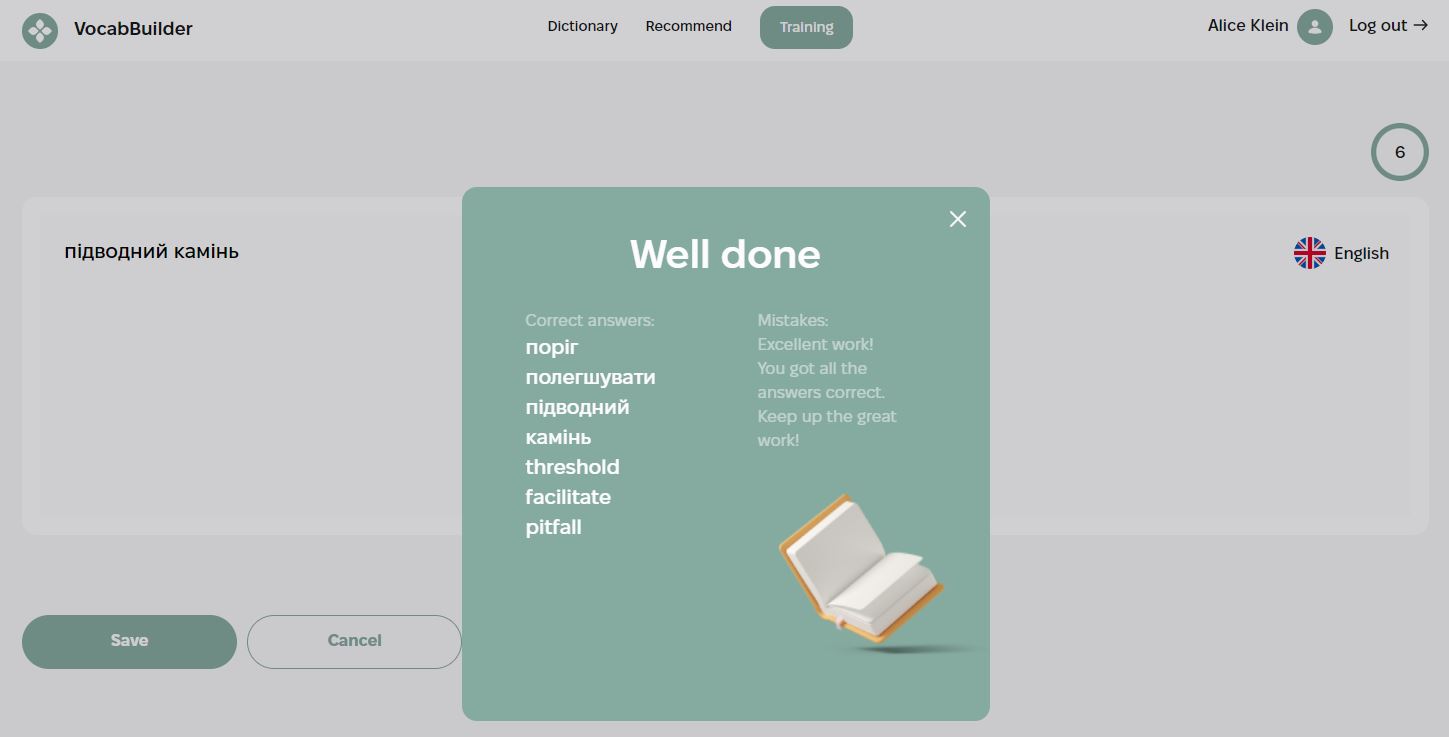 VocabBuilder
Dictionary
Recommend
Training
Alice Klein
Log out →
6
підводний камінь
English
Well done
Correct answers:
поріг
полегшувати
підводний
камінь
threshold
facilitate
pitfall
Mistakes:
Excellent work!
You got all the
answers correct.
Keep up the great
work!
Save
Cancel